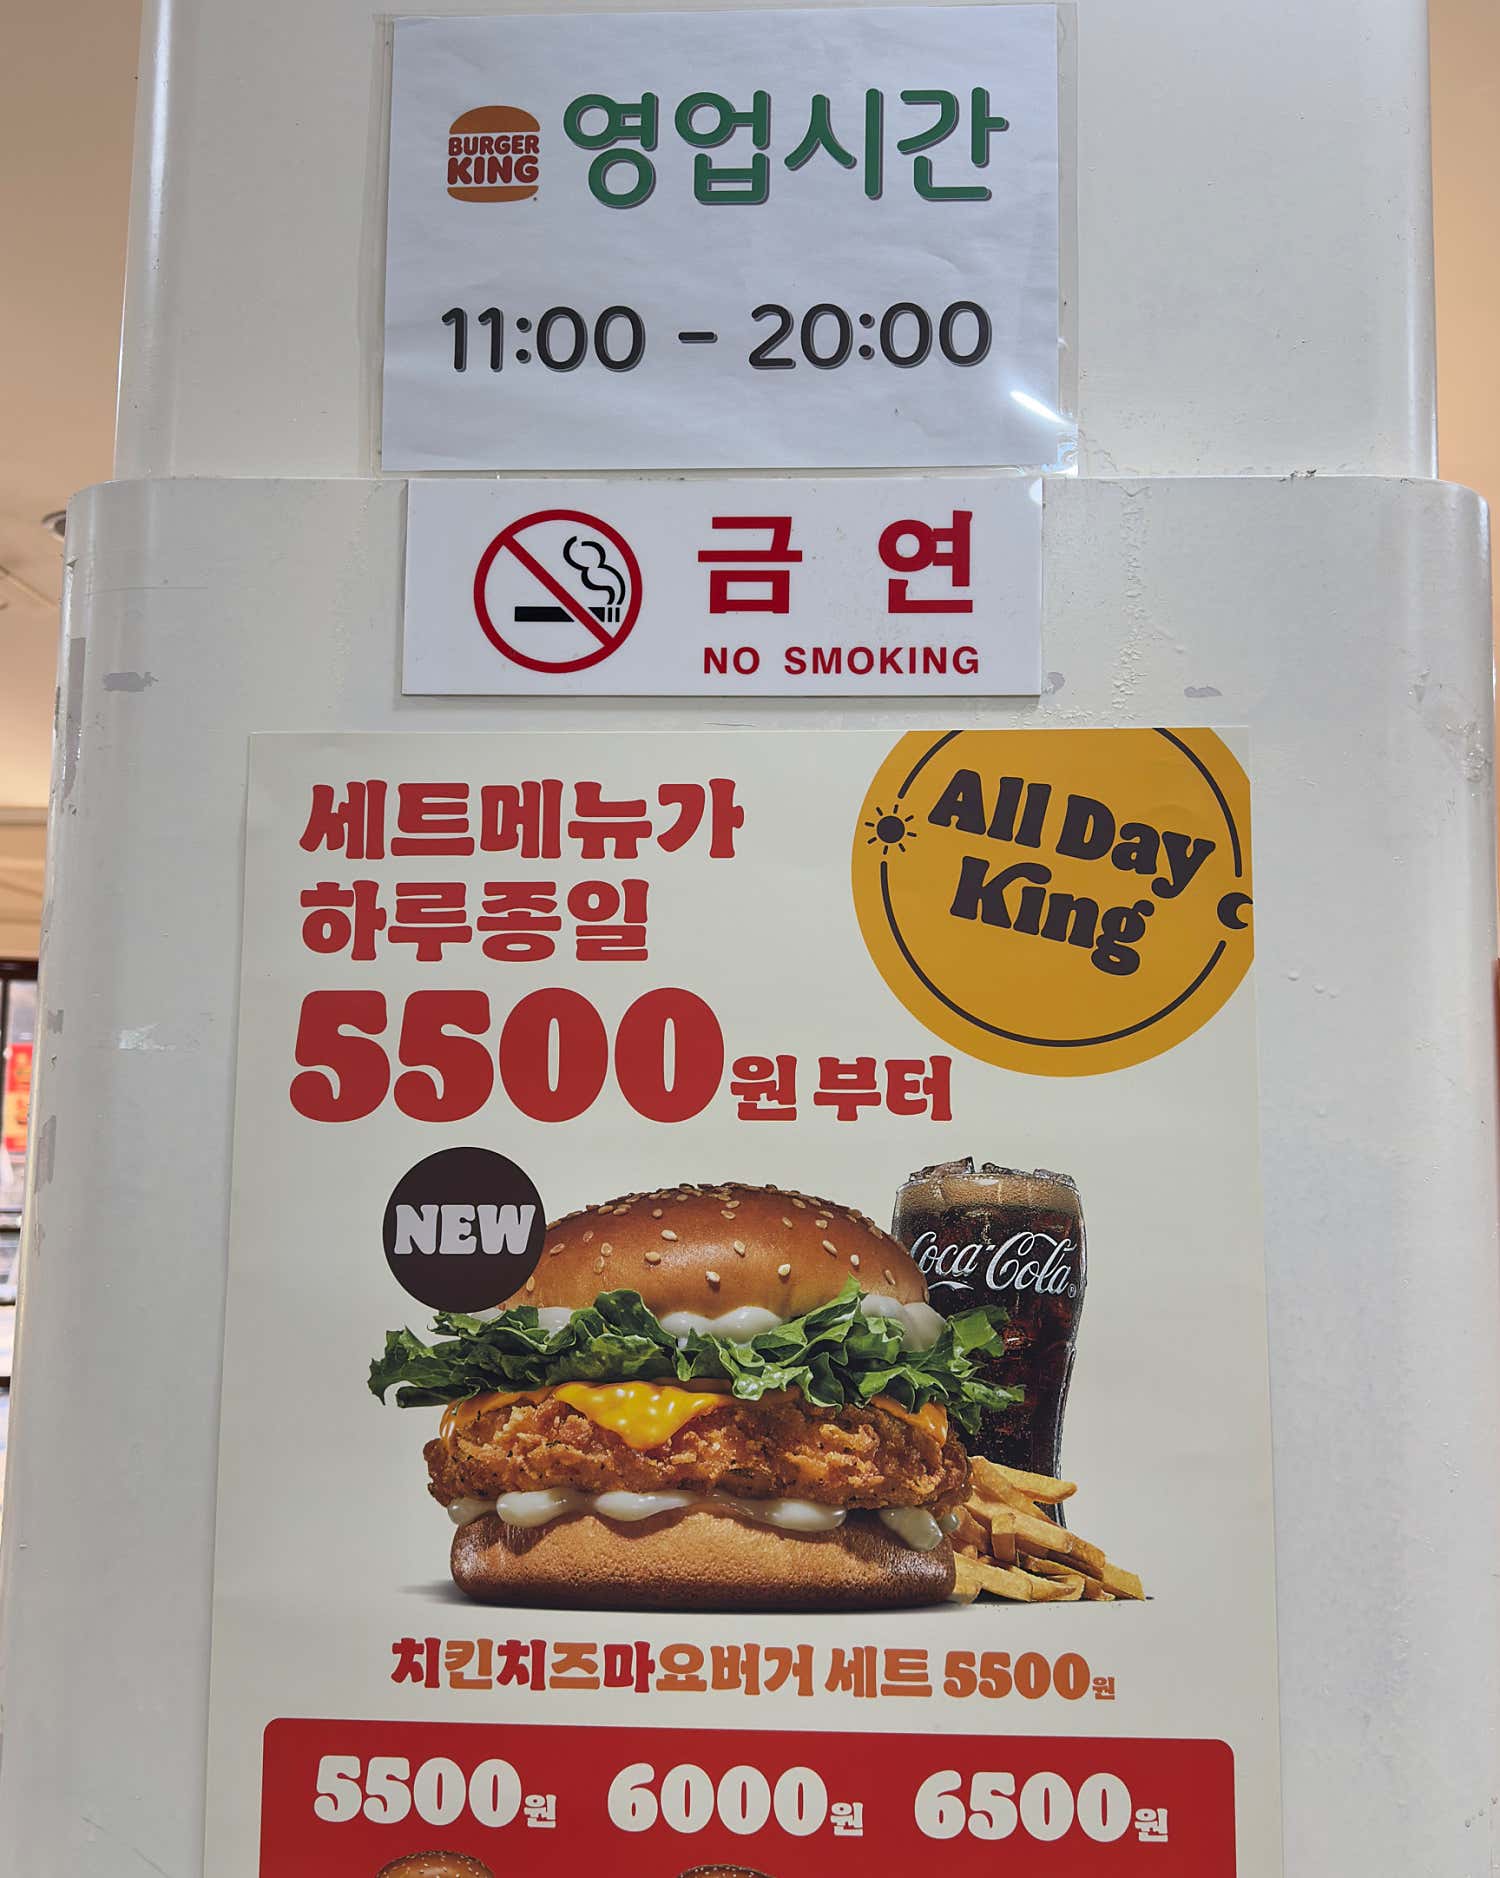 BURGER
KING
영업시간
11:00 - 20:00
금 연
NO SMOKING
세트메뉴가
하루종일
5500원 부터
All Day
King
NEW
Coca-Cola
치킨치즈마요버거 세트 5500원
5500원 6000원 6500원